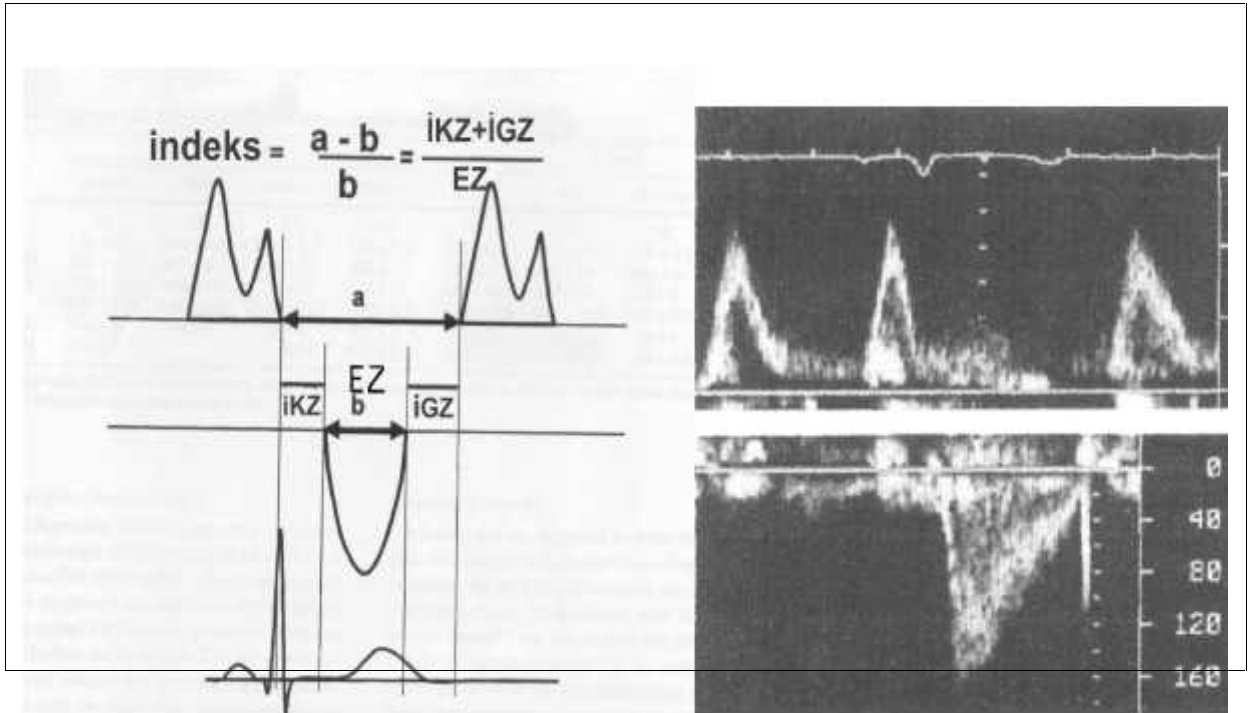 indeks = a - b / b = İKZ+İGZ / EZ
a
EZ
İKZ b İGZ
0
40
80
120
160